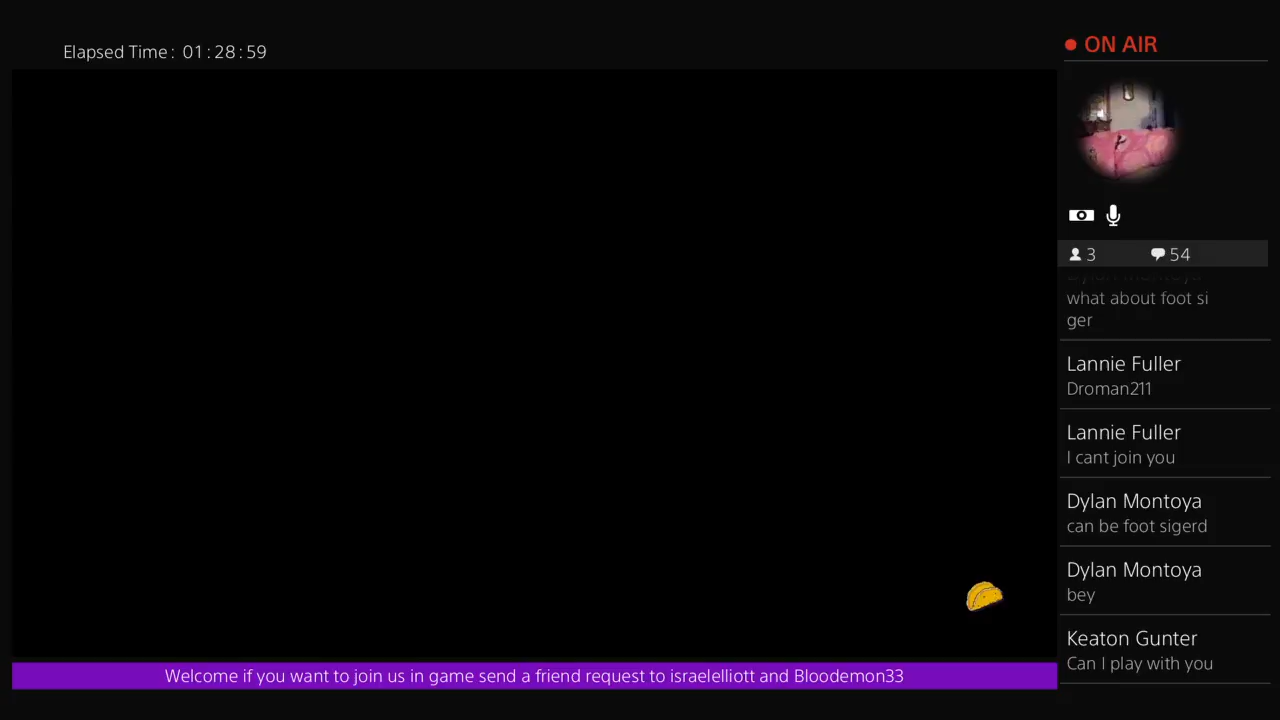 Elapsed Time: 01:28:59
ON AIR
3
54
what about foot si
ger
Lannie Fuller
Droman211
Lannie Fuller
I cant join you
Dylan Montoya
can be foot sigerd
Dylan Montoya
bey
Keaton Gunter
Can I play with you
Welcome if you want to join us in game send a friend request to israelelliott and Bloodemon33